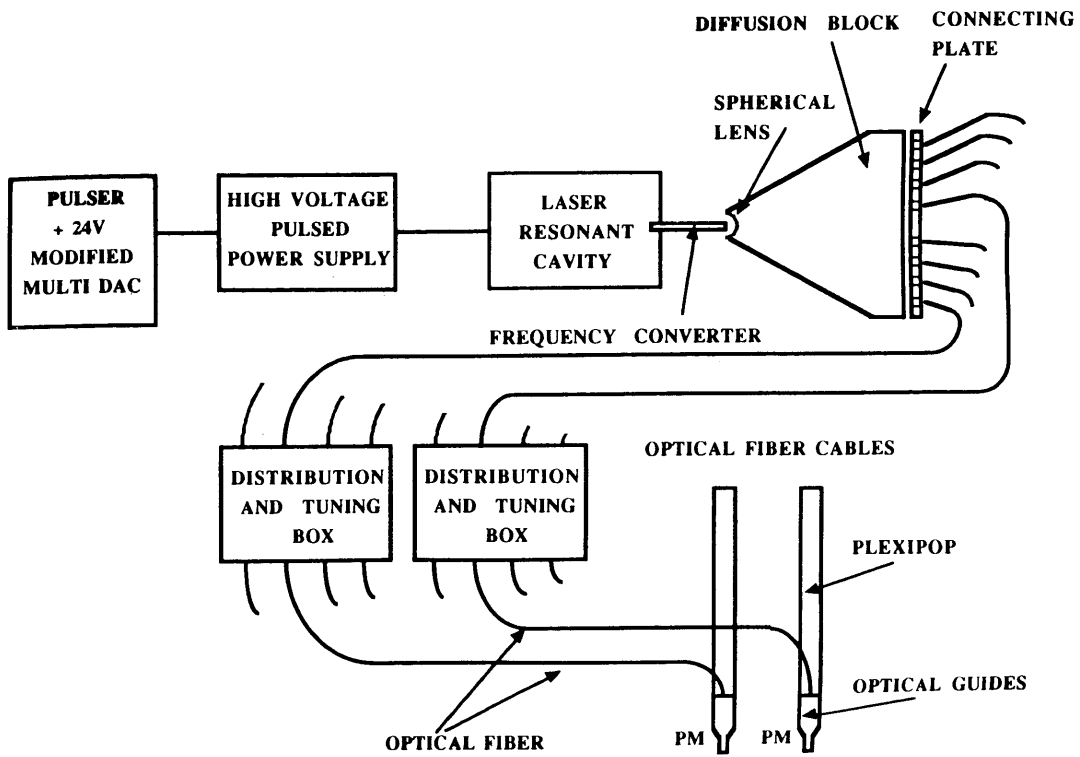 DIFFUSION BLOCK
CONNECTING
PLATE
SPHERICAL
LENS
PULSER
+ 24V
MODIFIED
MULTI DAC
HIGH VOLTAGE
PULSED
POWER SUPPLY
LASER
RESONANT
CAVITY
FREQUENCY CONVERTER
DISTRIBUTION
AND TUNING
BOX
DISTRIBUTION
AND TUNING
BOX
OPTICAL FIBER CABLES
PLEXIPOP
OPTICAL GUIDES
OPTICAL FIBER
PM
PM